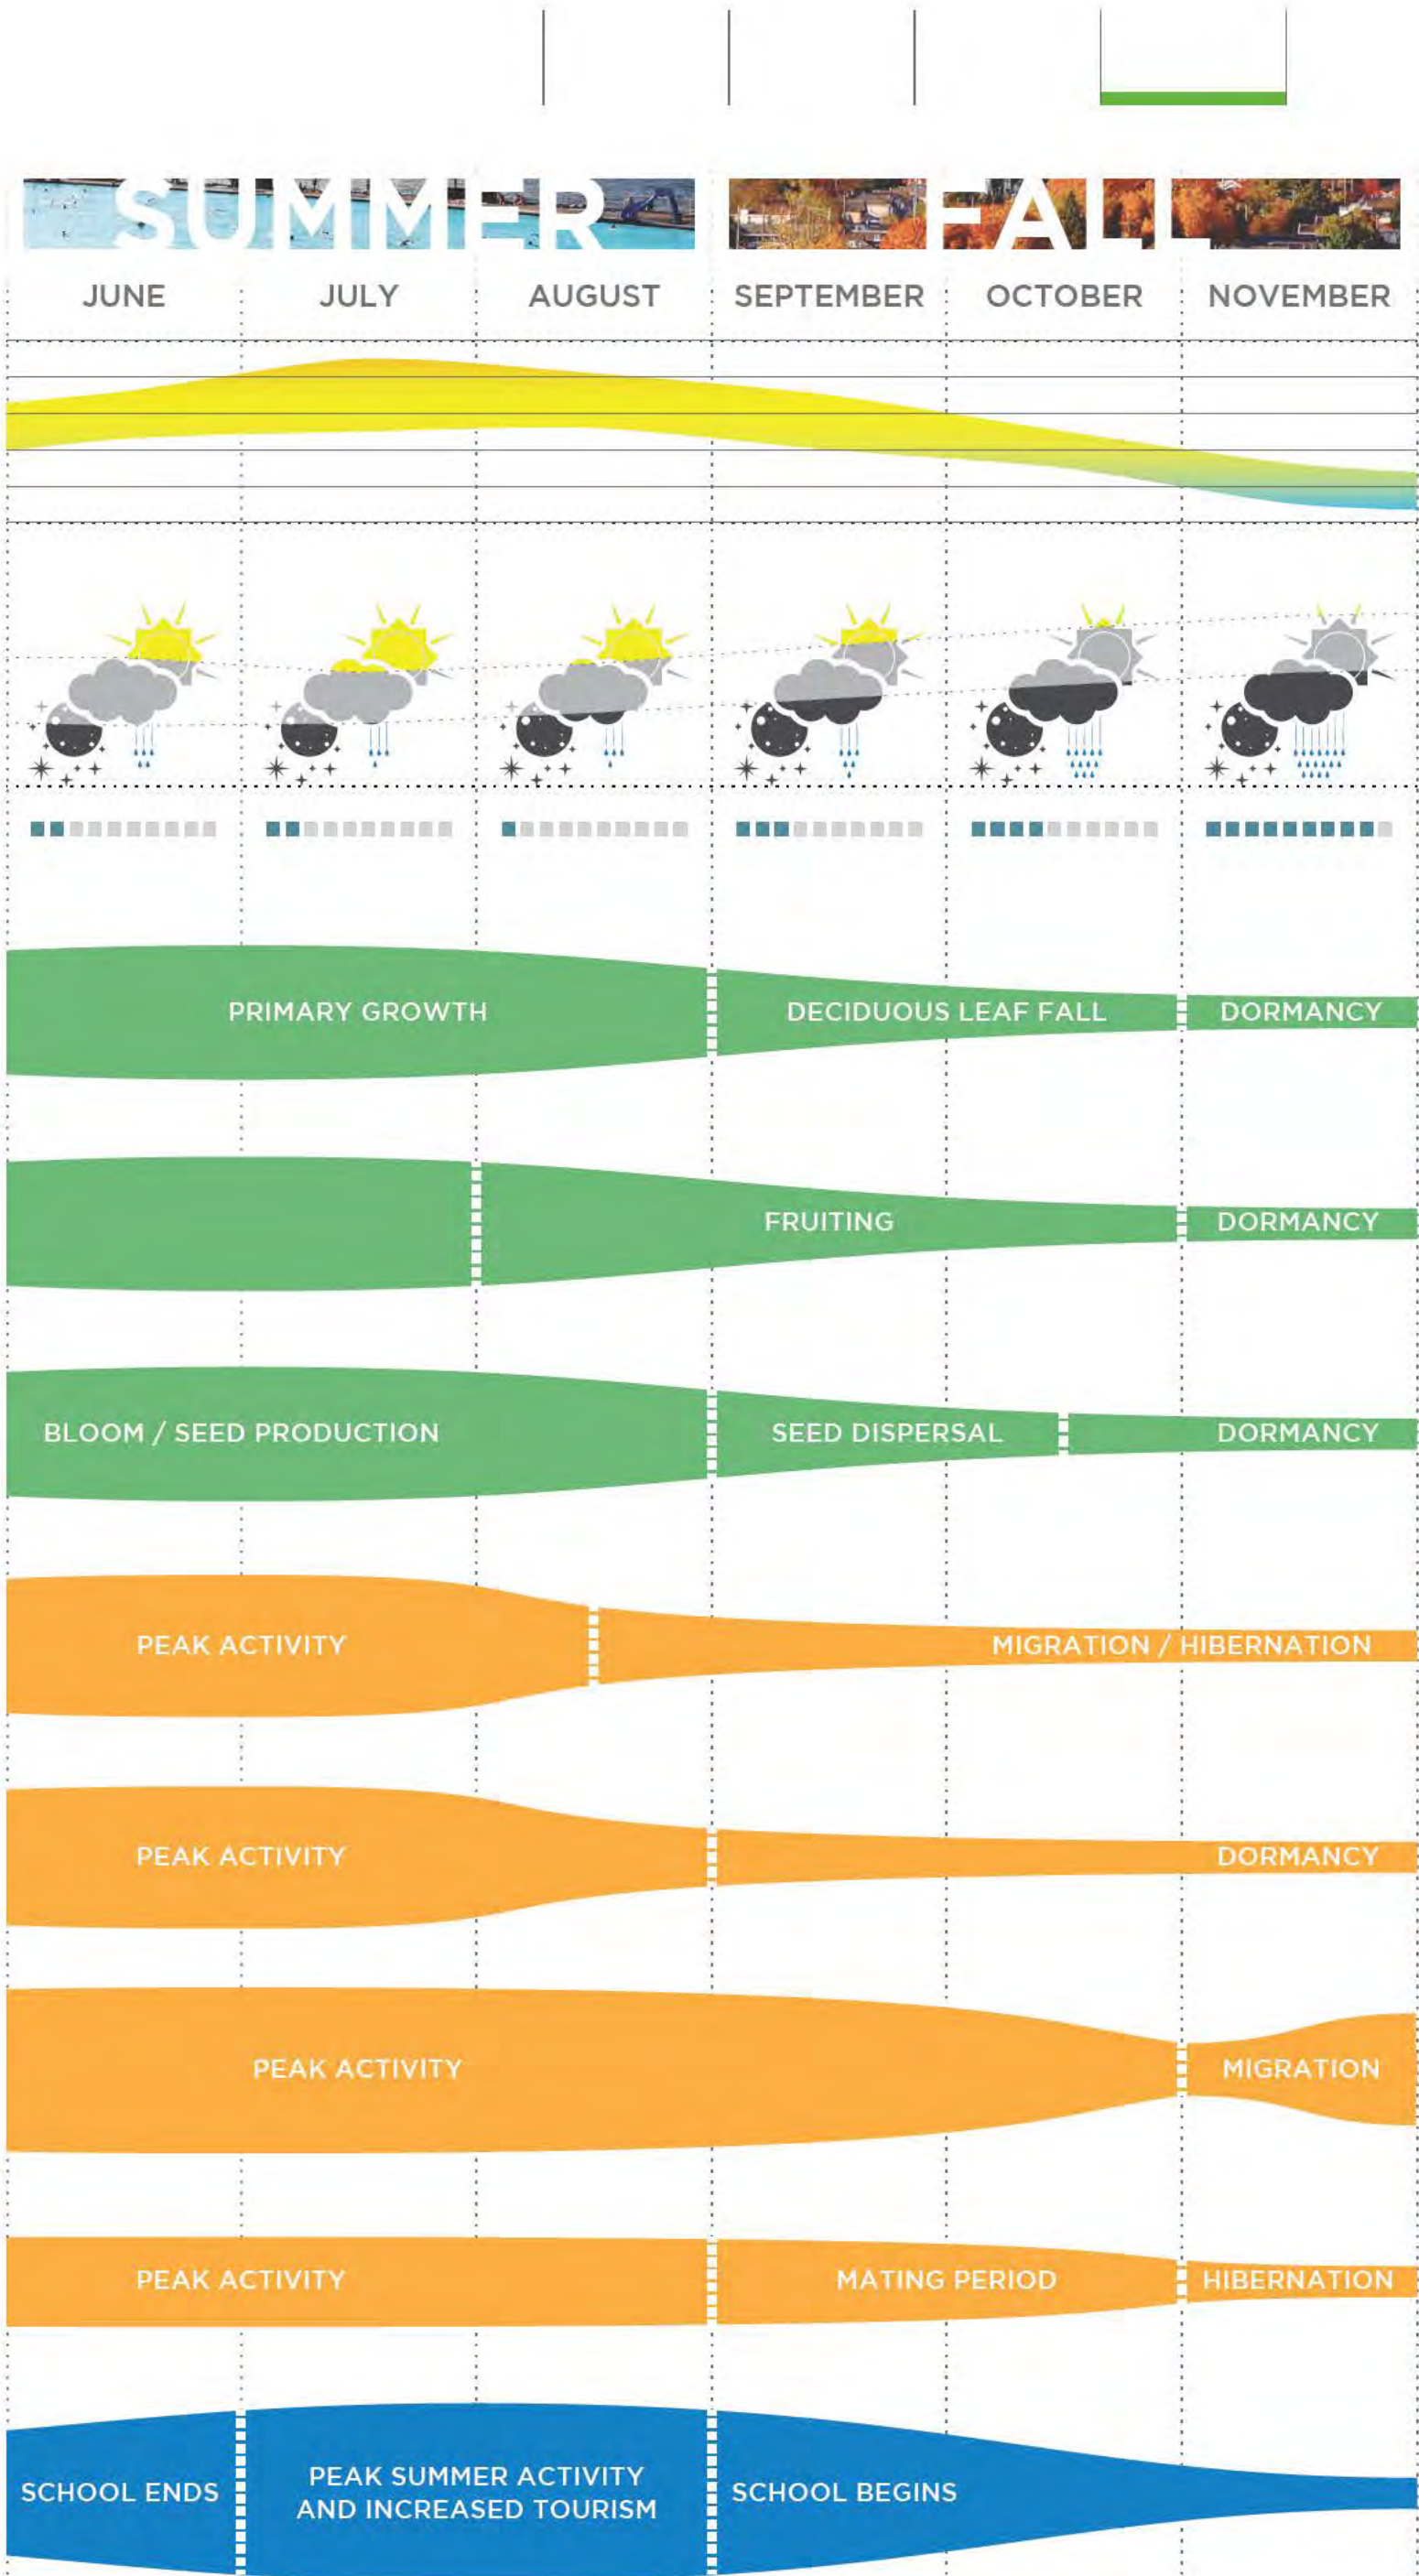 SUMMER FALL
JUNE JULY AUGUST SEPTEMBER OCTOBER NOVEMBER
PRIMARY GROWTH DECIDUOUS LEAF FALL DORMANCY
FRUITING DORMANCY
BLOOM / SEED PRODUCTION SEED DISPERSAL DORMANCY
PEAK ACTIVITY MIGRATION / HIBERNATION
PEAK ACTIVITY DORMANCY
PEAK ACTIVITY MIGRATION
PEAK ACTIVITY MATING PERIOD HIBERNATION
SCHOOL ENDS
PEAK SUMMER ACTIVITY
AND INCREASED TOURISM
SCHOOL BEGINS